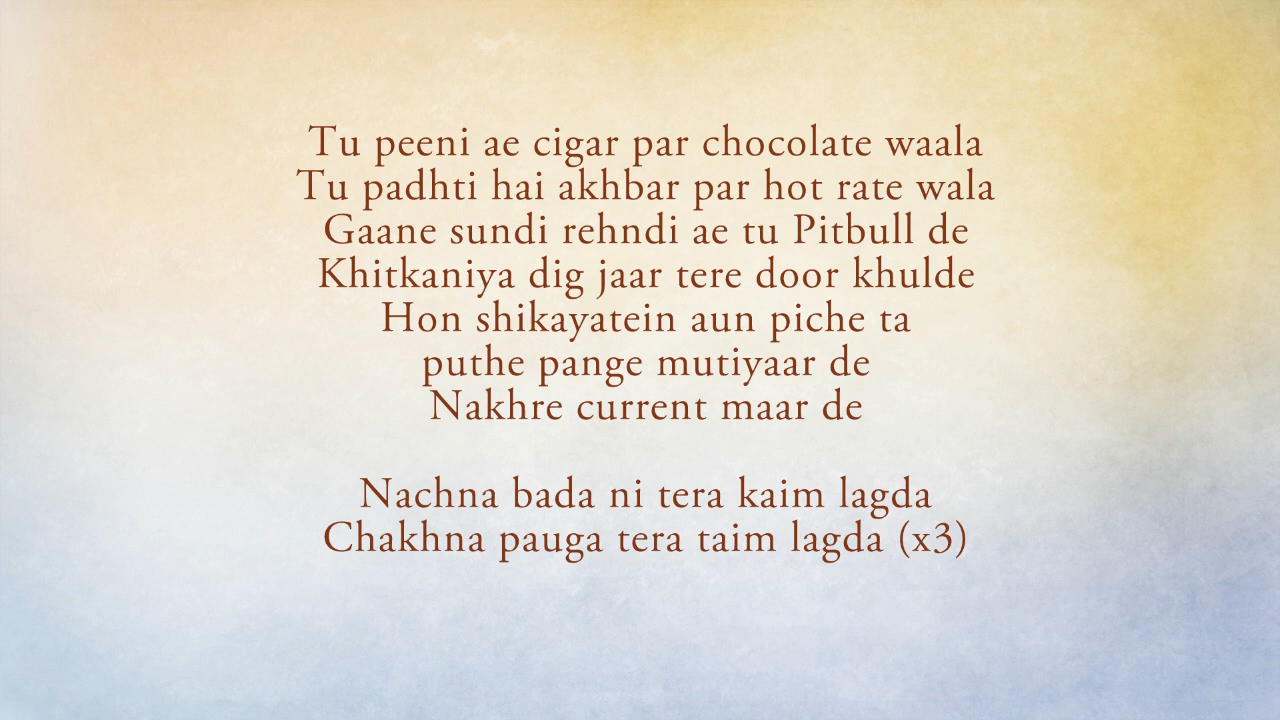 Tu peeni ae cigar par chocolate waala
Tu padhti hai akhbar par hot rate wala
Gaane sundi rehndi ae tu Pitbull de
Khitkaniya dig jaar tere door khulde
Hon shikayatein aun piche ta
puthe pange mutiyaar de
Nakhre current maar de

Nachna bada ni tera kaim lagda
Chakhna pauga tera taim lagda (x3)